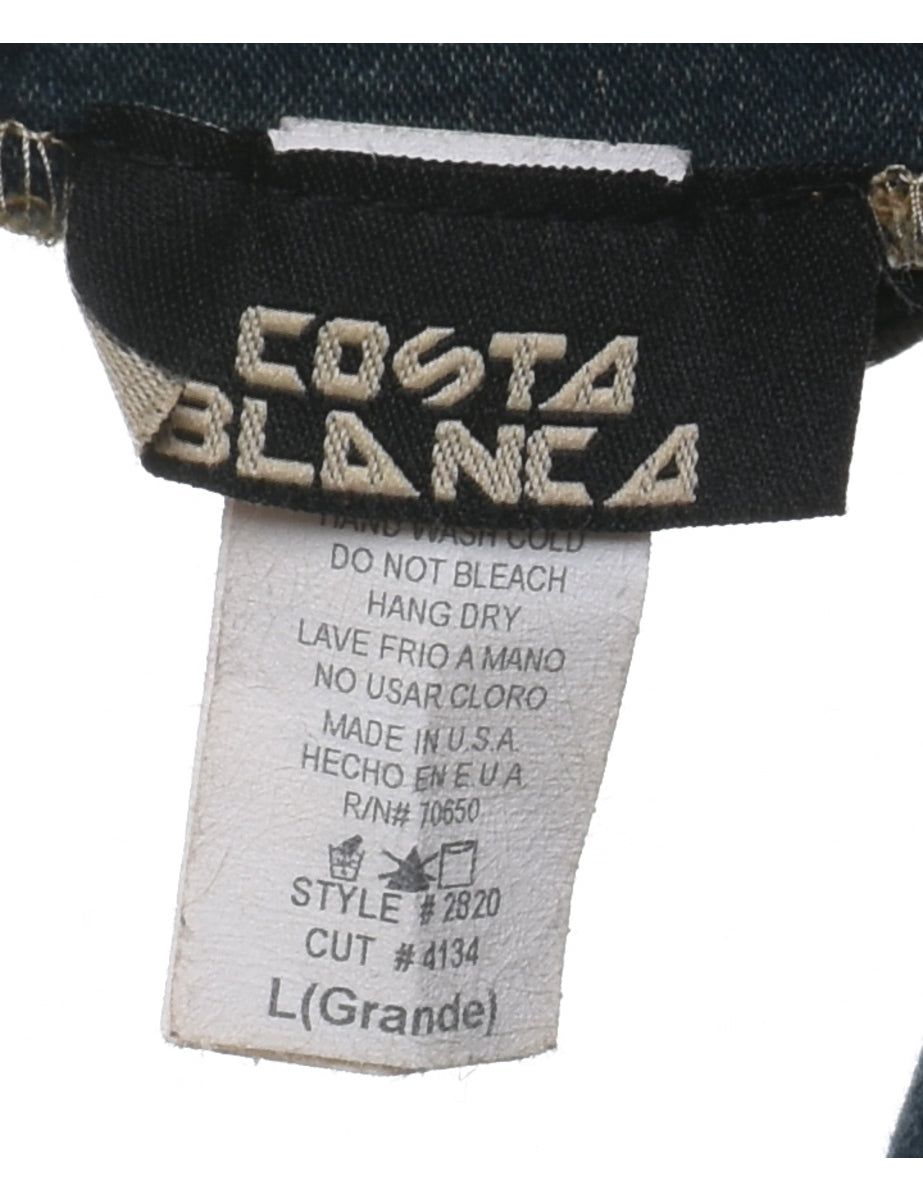 COSTA
BLANCA
HAND WASH COLD
DO NOT BLEACH
HANG DRY
LAVE FRIO A MANO
NO USAR CLORO
MADE IN U.S.A.
HECHO EN E.U.A.
R/N# 70650
STYLE # 2820
CUT # 4134
L(Grande)